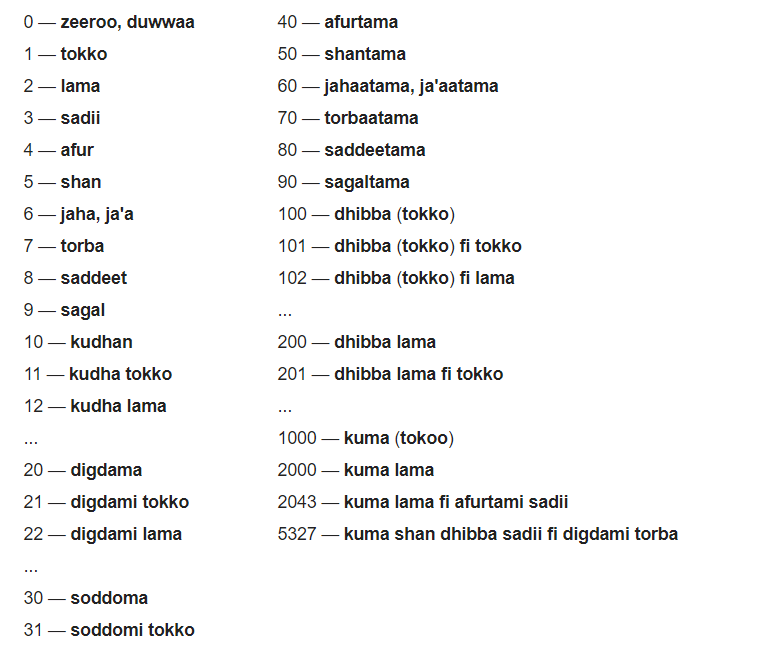 0 — zeeroo, duwwaa
1 — tokko
2 — lama
3 — sadii
4 — afur
5 — shan
6 — jaha, ja'a
7 — torba
8 — saddeet
9 — sagal
10 — kudhan
11 — kudha tokko
12 — kudha lama
...
20 — digdama
21 — digdami tokko
22 — digdami lama
...
30 — soddoma
31 — soddomi tokko
40 — afurtama
50 — shantama
60 — jahaatama, ja'aatama
70 — torbaatama
80 — saddeetama
90 — sagaltama
100 — dhibba (tokko)
101 — dhibba (tokko) fi tokko
102 — dhibba (tokko) fi lama
...
200 — dhibba lama
201 — dhibba lama fi tokko
...
1000 — kuma (tokoo)
2000 — kuma lama
2043 — kuma lama fi afurtami sadii
5327 — kuma shan dhibba sadii fi digdami torba